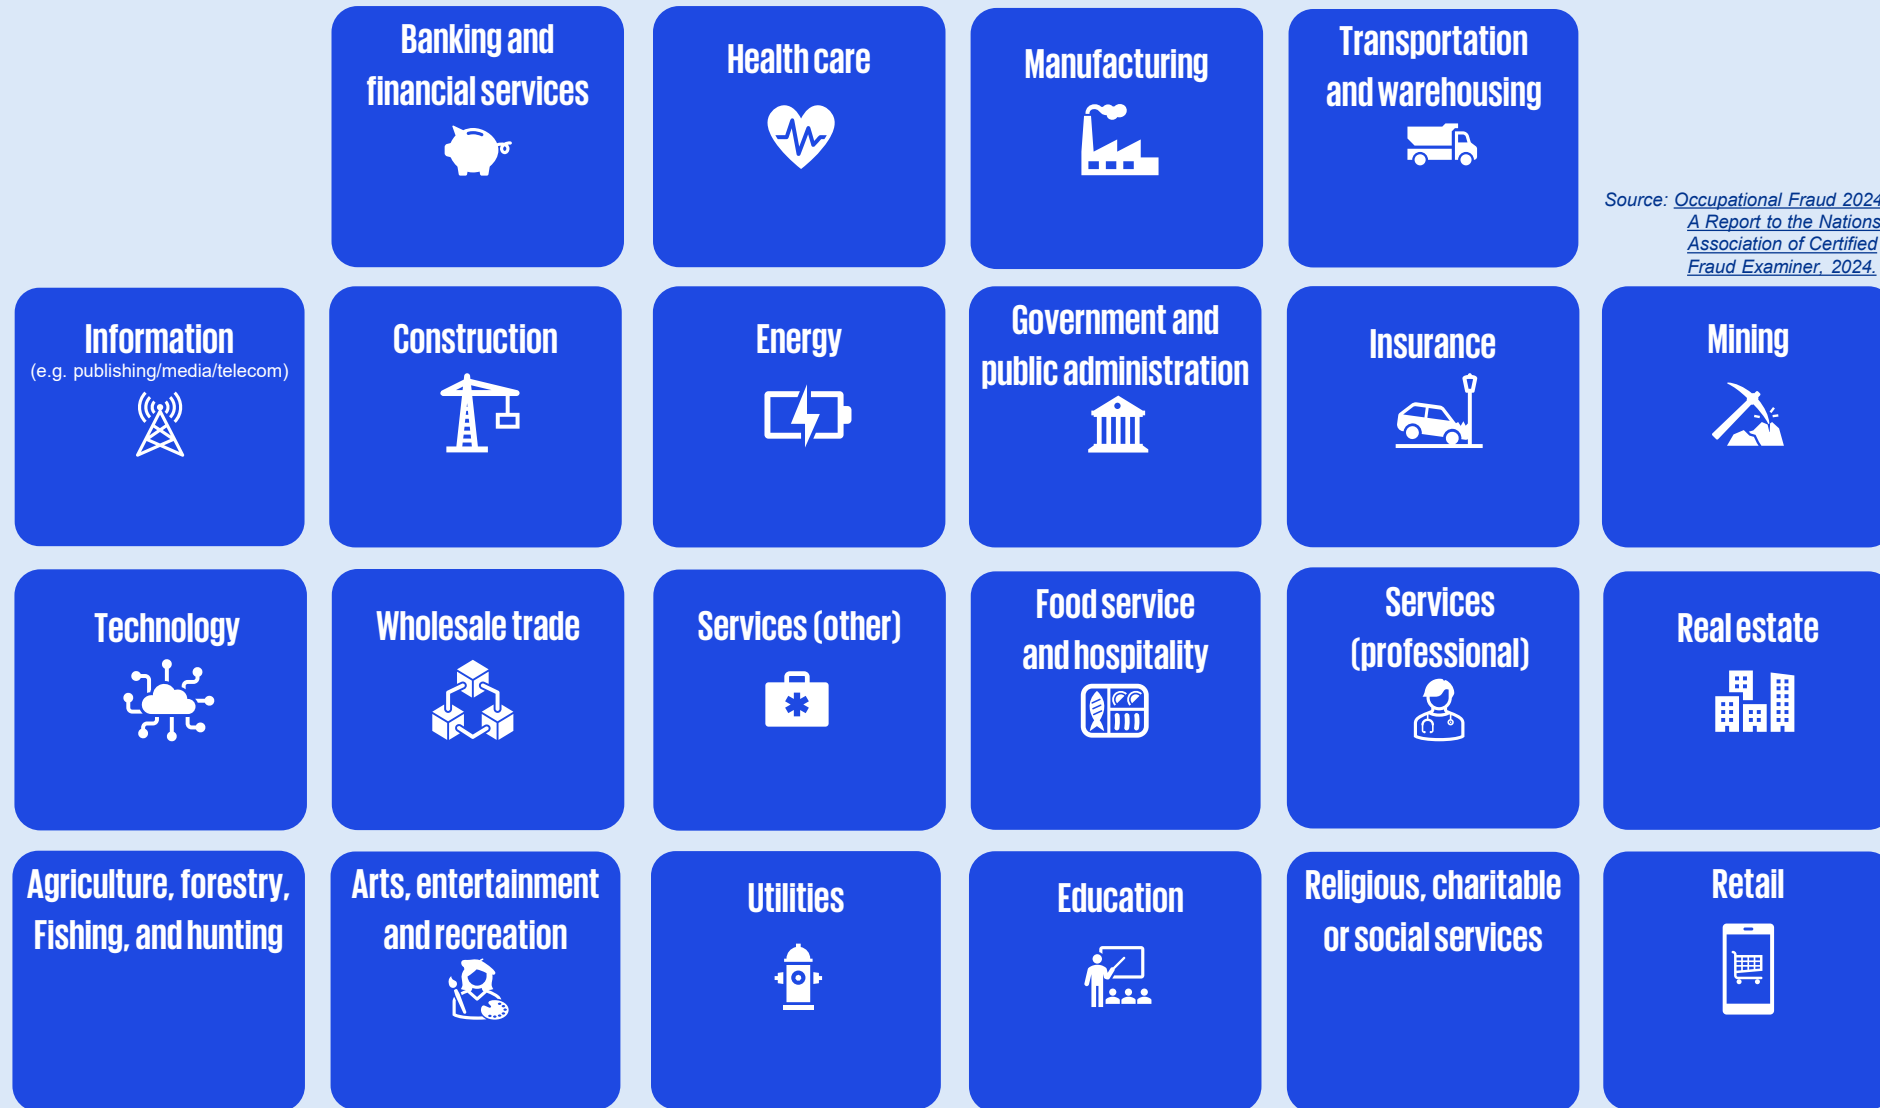 Banking and
financial services
Health care
Manufacturing
Transportation
and warehousing
Source: Occupational Fraud 2024
A Report to the Nations
Association of Certified
Fraud Examiner, 2024.
Information
(e.g. publishing/media/telecom)
Construction
Energy
Government and
public administration
Insurance
Mining
Technology
Wholesale trade
Services (other)
Food service
and hospitality
Services
(professional)
Real estate
Agriculture, forestry,
Fishing, and hunting
Arts, entertainment
and recreation
Utilities
Education
Religious, charitable
or social services
Retail